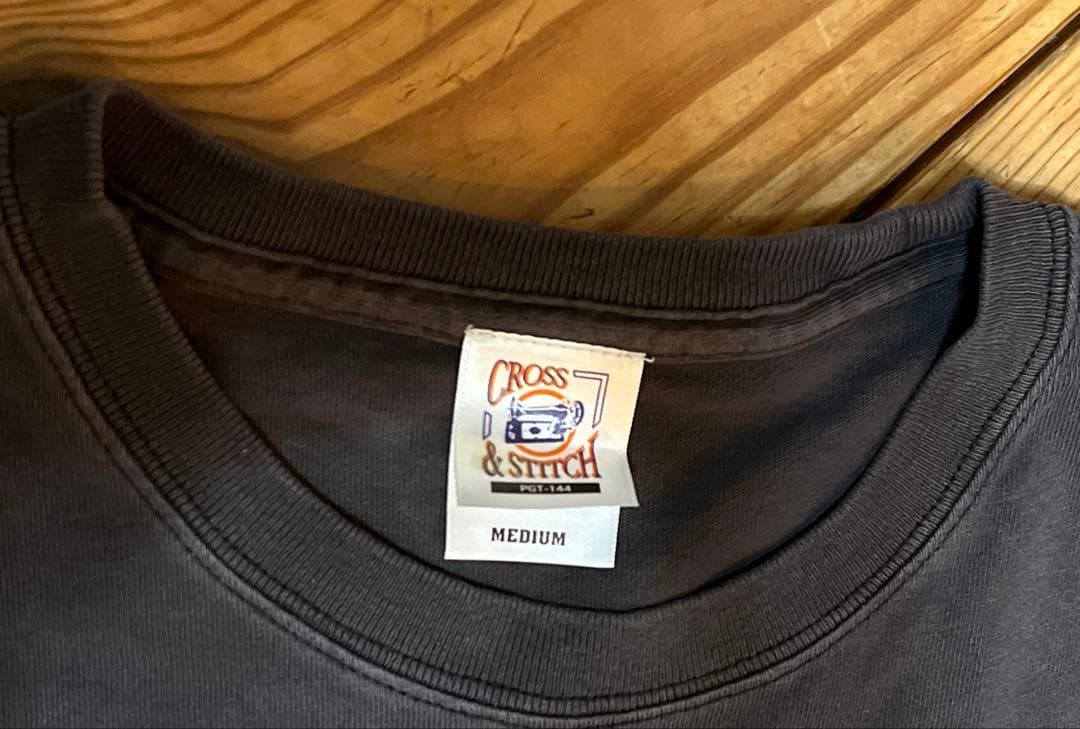 CROSS
& STITCH
PGT-144
MEDIUM